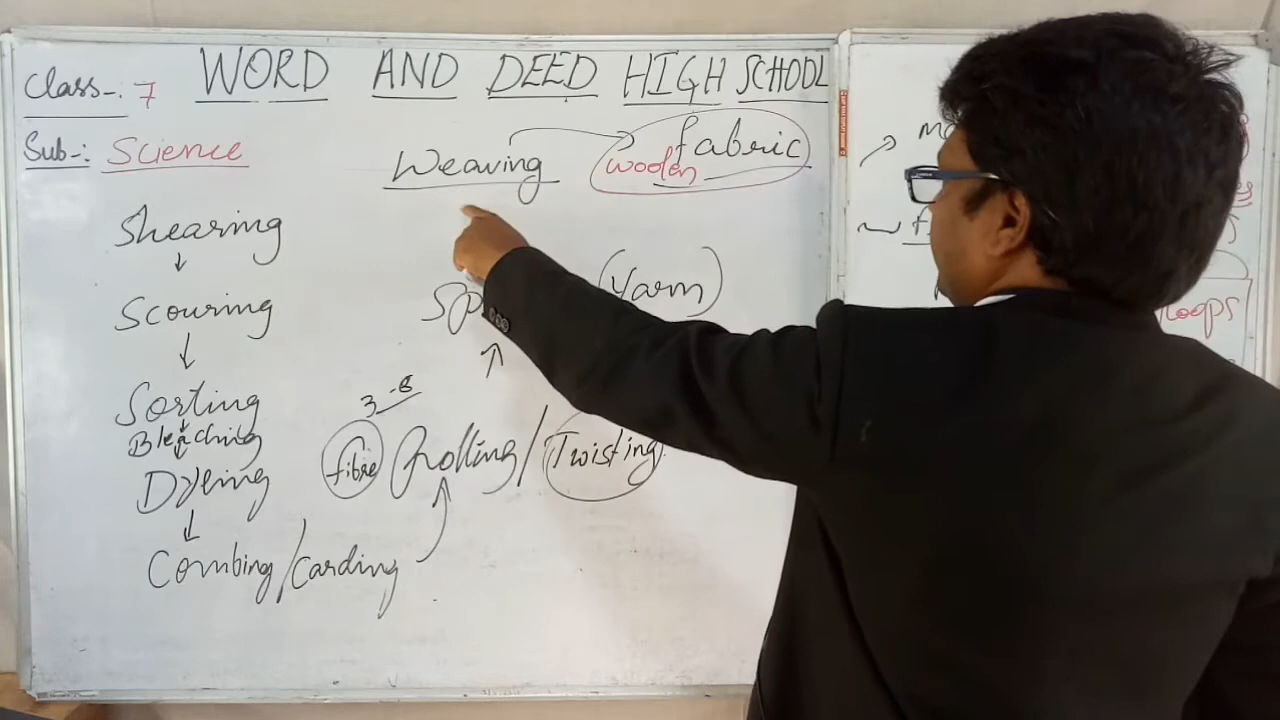 WORD AND DEED HIGH SCHOOL
Class-: 7
Sub-: Science
Weaving
wooden fabric
Shearing
Scouring
(Yarn)
Sorting
3-8
Bleaching
fibre Rolling/Twisting
Dyeing
Combing/Carding
loops